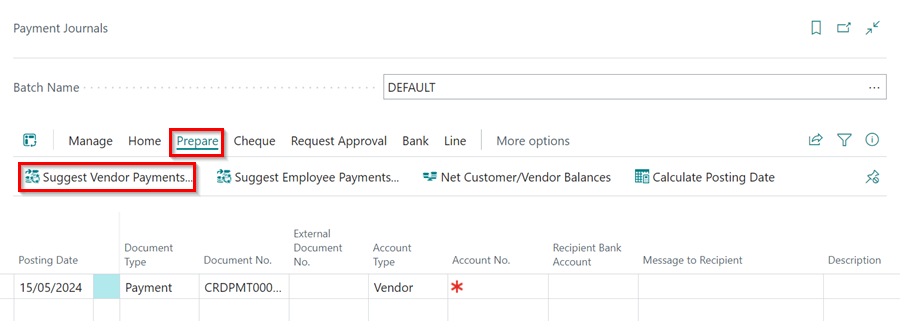 Payment Journals
Batch Name DEFAULT ...
Manage Home Prepare Cheque Request Approval Bank Line More options
Suggest Vendor Payments... Suggest Employee Payments... Net Customer/Vendor Balances Calculate Posting Date
Posting Date Document Type Document No. External Document No. Account Type Account No. Recipient Bank Account Message to Recipient Description
15/05/2024 Payment CRDPMT000... Vendor *